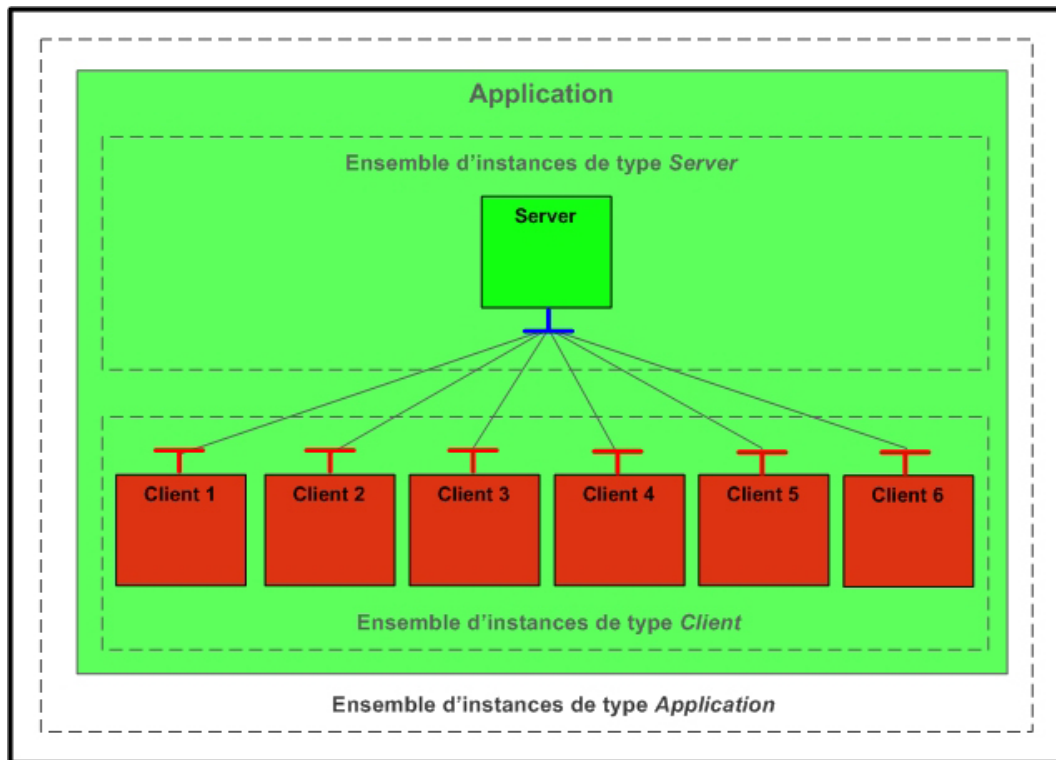 Application
Ensemble d'instances de type Server
Server
Client 1
Client 2
Client 3
Client 4
Client 5
Client 6
Ensemble d'instances de type Client
Ensemble d'instances de type Application